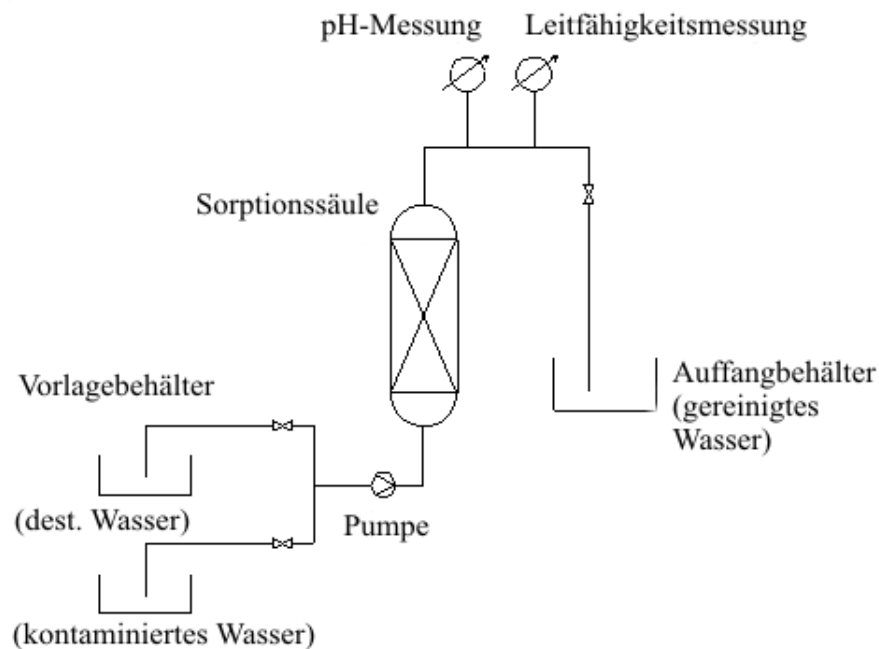 pH-Messung
Leitfähigkeitsmessung
Sorptionssäule
Vorlagebehälter
Auffangbehälter
(gereinigtes
Wasser)
(dest. Wasser)
Pumpe
(kontaminiertes Wasser)